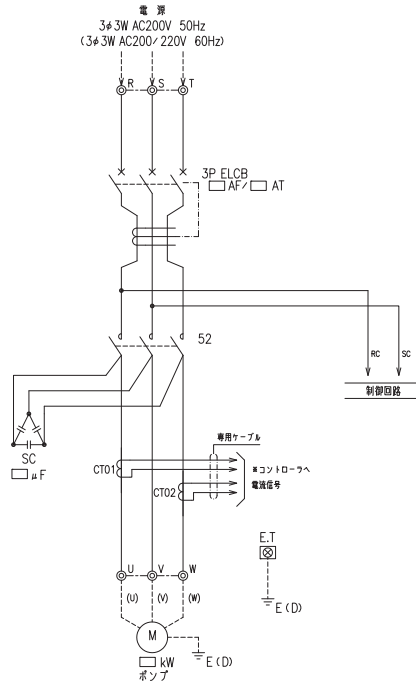 電源
3φ3W AC200V 50Hz
(3φ3W AC200/220V 60Hz)
R S T
3P ELCB
□ AF/□ AT
52
RC SC
制御回路
SC
□ μF
専用ケーブル
CT01
※コントローラへ
電流信号
CT02
E.T
U V W
(U) (V) (W)
E(D)
M
E(D)
□ kW
ポンプ